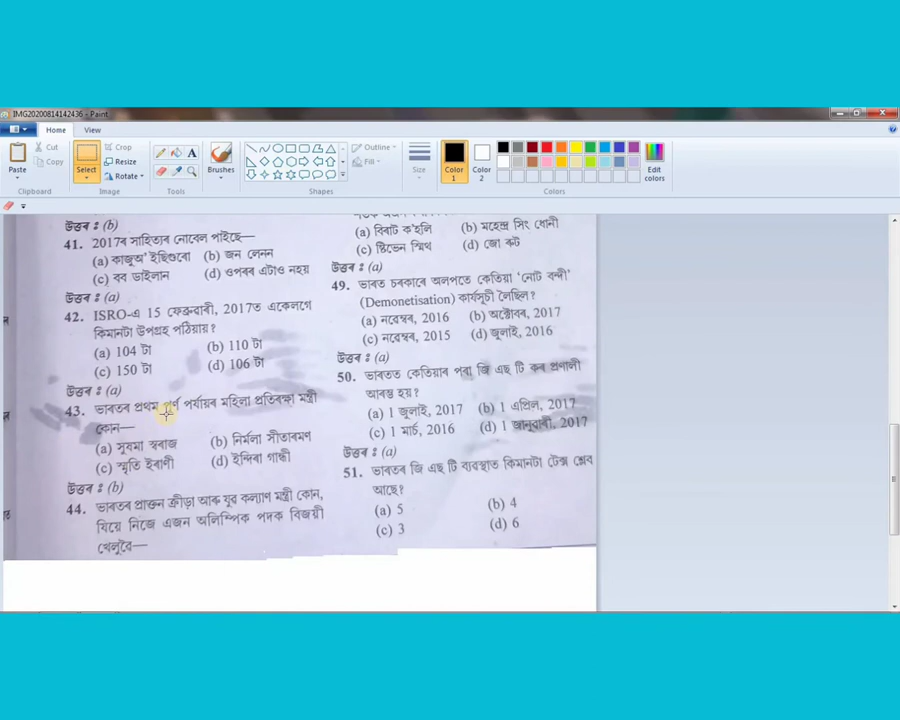 IMG20200814142436 - Paint
Home View
Paste
Cut
Copy
Clipboard
Select
Crop
Resize
Rotate
Image
A
Tools
Brushes
Shapes
Outline
Fill
Size
Color 1
Color 2
Edit colors
Colors
উত্তৰ : (b)
41. 2017ৰ সাহিত্যৰ নোবেল পাইছে—
(a) কাজুঅ' ইছিগুৰো (b) জন লেনন
(c) বব ডাইলান (d) ওপৰৰ এটাও নহয়
উত্তৰ : (a)
42. ISRO-এ 15 ফেব্ৰুৱাৰী, 2017ত একেলগে
কিমানটা উপগ্ৰহ পঠিয়ায়?
(a) 104 টা (b) 110 টা
(c) 150 টা (d) 106 টা
উত্তৰ : (a)
43. ভাৰতৰ প্ৰথম পূৰ্ণ পৰ্যায়ৰ মহিলা প্ৰতিৰক্ষা মন্ত্ৰী
কোন—
(a) সুষমা স্বৰাজ (b) নিৰ্মলা সীতাৰমণ
(c) স্মৃতি ইৰাণী (d) ইন্দিৰা গান্ধী
উত্তৰ : (b)
44. ভাৰতৰ প্ৰাক্তন ক্ৰীড়া আৰু যুৱ কল্যাণ মন্ত্ৰী কোন,
যিয়ে নিজে এজন অলিম্পিক পদক বিজয়ী
খেলুৱৈ—
(a) বিৰাট ক'হলি (b) মহেন্দ্ৰ সিং ধোনী
(c) ষ্টিভেন স্মিথ (d) জো ৰুট
উত্তৰ : (a)
49. ভাৰত চৰকাৰে অলপতে কেতিয়া 'নোট বন্দী'
(Demonetisation) কাৰ্যসূচী লৈছিল?
(a) নৱেম্বৰ, 2016 (b) অক্টোবৰ, 2017
(c) নৱেম্বৰ, 2015 (d) জুলাই, 2016
উত্তৰ : (a)
50. ভাৰতত কেতিয়াৰ পৰা জি এছ টি কৰ প্ৰণালী
আৰম্ভ হয়?
(a) 1 জুলাই, 2017 (b) 1 এপ্ৰিল, 2017
(c) 1 মাৰ্চ, 2016 (d) 1 জানুৱাৰী, 2017
উত্তৰ : (a)
51. ভাৰতৰ জি এছ টি ব্যৱস্থাত কিমানটা টেক্স শ্লেব
আছে?
(a) 5 (b) 4
(c) 3 (d) 6